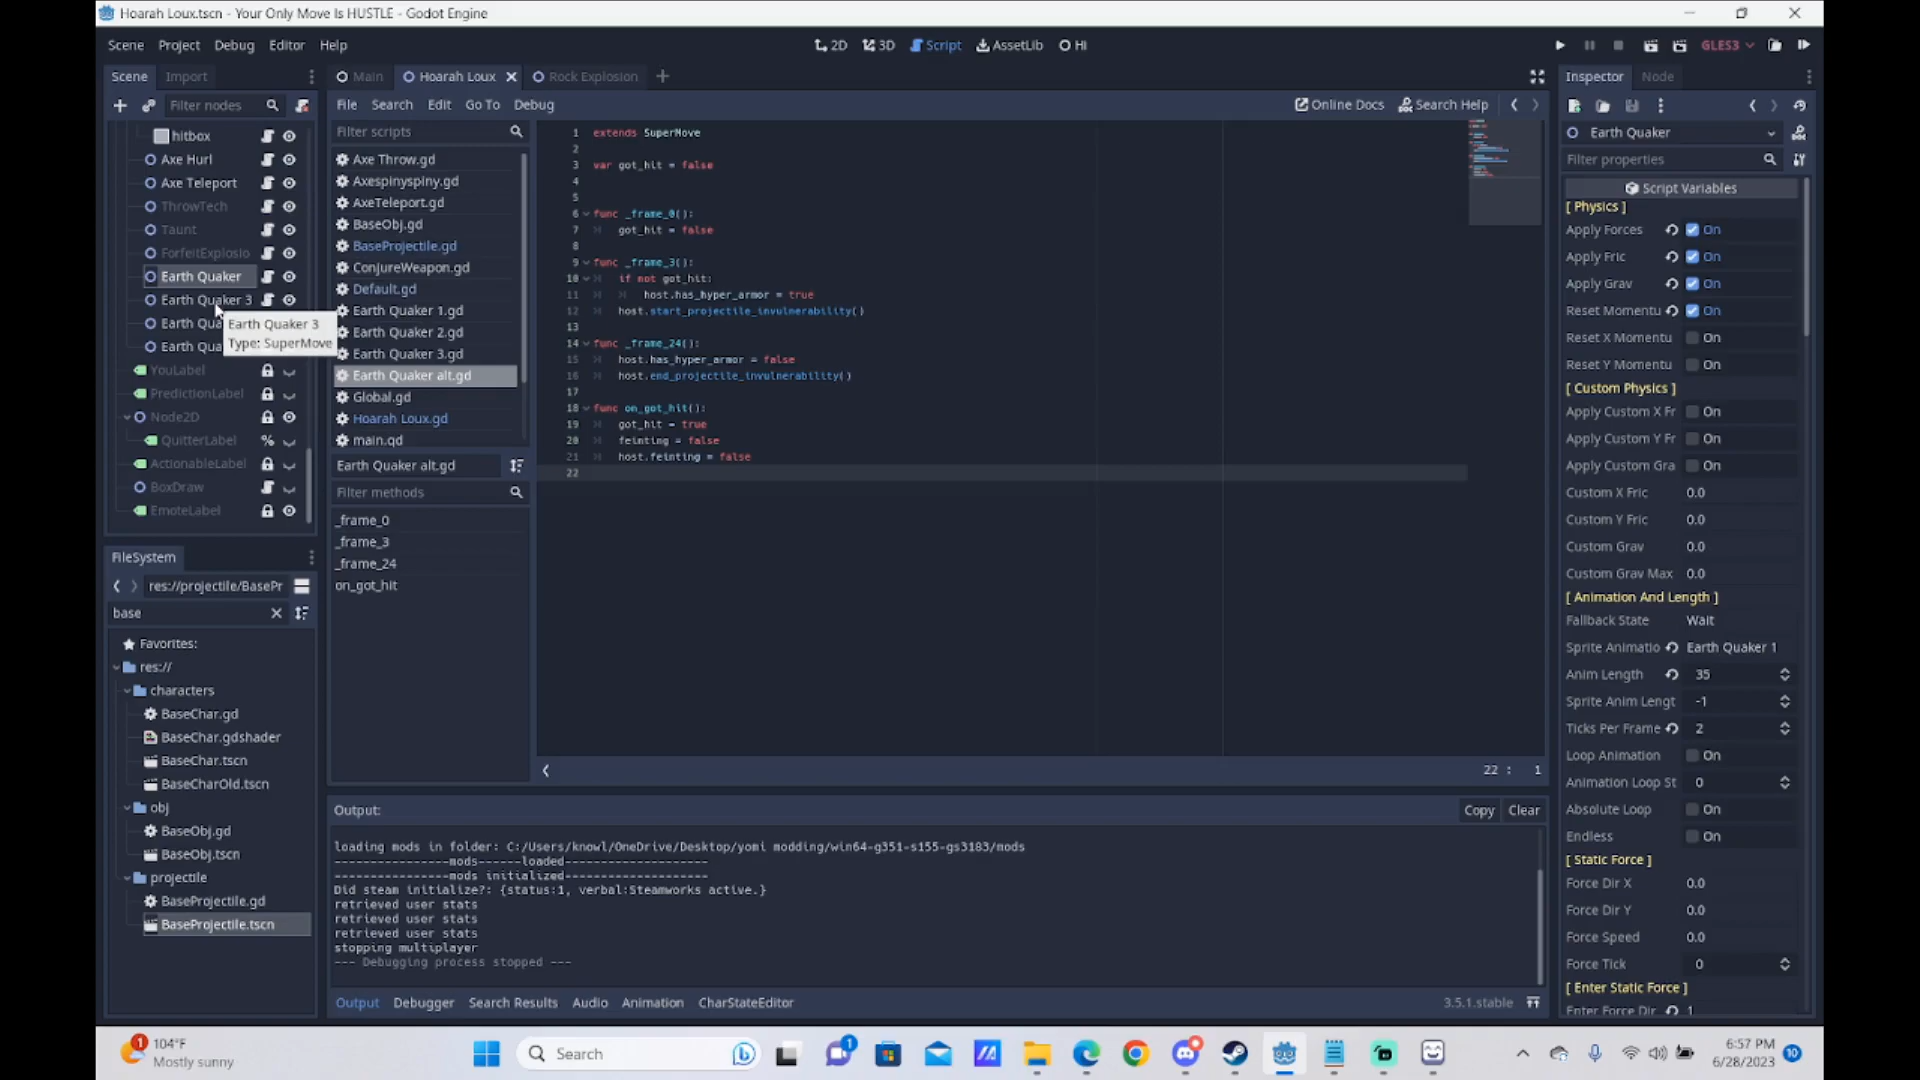 Hoarah Loux.tscn - Your Only Move Is HUSTLE - Godot Engine
Scene Project Debug Editor Help
2D 3D Script AssetLib Hi
GLES3
Scene Import
Main Hoarah Loux Rock Explosion
Inspector Node
Filter nodes
File Search Edit Go To Debug
Online Docs Search Help
hitbox
Axe Hurl
Axe Teleport
ThrowTech
Taunt
ForfeitExplosio
Earth Quaker
Earth Quaker 3
Earth Qua
Earth Qua
Earth Quaker 3
Type: SuperMove
YouLabel
PredictionLabel
Node2D
QuitterLabel
ActionableLabel
BoxDraw
EmoteLabel
FileSystem
res://projectile/BasePr
base
Favorites:
res://
characters
BaseChar.gd
BaseChar.gdshader
BaseChar.tscn
BaseCharOld.tscn
obj
BaseObj.gd
BaseObj.tscn
projectile
BaseProjectile.gd
BaseProjectile.tscn
Filter scripts
Axe Throw.gd
Axespinyspiny.gd
AxeTeleport.gd
BaseObj.gd
BaseProjectile.gd
ConjureWeapon.gd
Default.gd
Earth Quaker 1.gd
Earth Quaker 2.gd
Earth Quaker 3.gd
Earth Quaker alt.gd
Global.gd
Hoarah Loux.gd
main.gd
Earth Quaker alt.gd
Filter methods
_frame_0
_frame_3
_frame_24
on_got_hit
1 extends SuperMove
2
3 var got_hit = false
4
5
6 func _frame_0():
7 got_hit = false
8
9 func _frame_3():
10 if not got_hit:
11 host.has_hyper_armor = true
12 host.start_projectile_invulnerability()
13
14 func _frame_24():
15 host.has_hyper_armor = false
16 host.end_projectile_invulnerability()
17
18 func on_got_hit():
19 got_hit = true
20 feinting = false
21 host.feinting = false
22
22 : 1
Output:
Copy Clear
loading mods in folder: C:/Users/knowl/OneDrive/Desktop/yomi modding/win64-g351-s155-gs3183/mods
----------------mods------loaded--------------------
----------------mods initialized--------------------
Did steam initialize?: {status:1, verbal:Steamworks active.}
retrieved user stats
retrieved user stats
retrieved user stats
stopping multiplayer
--- Debugging process stopped ---
Output Debugger Search Results Audio Animation CharStateEditor
3.5.1.stable
Earth Quaker
Filter properties
Script Variables
[ Physics ]
Apply Forces On
Apply Fric On
Apply Grav On
Reset Momentu On
Reset X Momentu On
Reset Y Momentu On
[ Custom Physics ]
Apply Custom X Fr On
Apply Custom Y Fr On
Apply Custom Gra On
Custom X Fric 0.0
Custom Y Fric 0.0
Custom Grav 0.0
Custom Grav Max 0.0
[ Animation And Length ]
Fallback State Wait
Sprite Animatio Earth Quaker 1
Anim Length 35
Sprite Anim Lengt -1
Ticks Per Frame 2
Loop Animation On
Animation Loop St 0
Absolute Loop On
Endless On
[ Static Force ]
Force Dir X 0.0
Force Dir Y 0.0
Force Speed 0.0
Force Tick 0
[ Enter Static Force ]
Enter Force Dir 1
1
104°F
Mostly sunny
Search
1
6:57 PM
6/28/2023
10